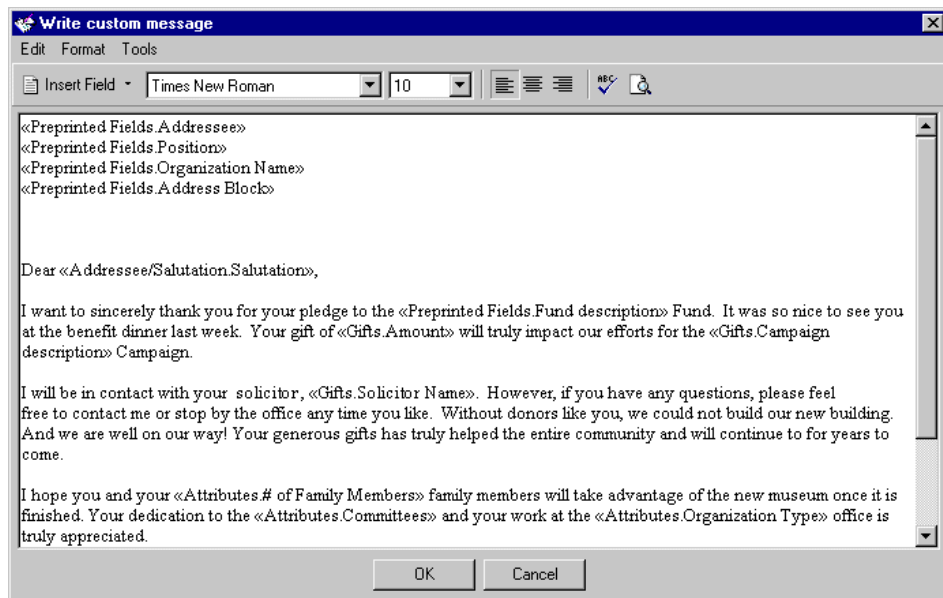 Write custom message
Edit Format Tools
Insert Field Times New Roman 10 ABC
«Preprinted Fields.Addressee»
«Preprinted Fields.Position»
«Preprinted Fields.Organization Name»
«Preprinted Fields.Address Block»
Dear «Addressee/Salutation.Salutation»,
I want to sincerely thank you for your pledge to the «Preprinted Fields.Fund description» Fund.  It was so nice to see you
at the benefit dinner last week.  Your gift of «Gifts.Amount» will truly impact our efforts for the «Gifts.Campaign
description» Campaign.
I will be in contact with your  solicitor, «Gifts.Solicitor Name».  However, if you have any questions, please feel
free to contact me or stop by the office any time you like.  Without donors like you, we could not build our new building.
And we are well on our way! Your generous gifts has truly helped the entire community and will continue to for years to
come.
I hope you and your «Attributes.# of Family Members» family members will take advantage of the new museum once it is
finished. Your dedication to the «Attributes.Committees» and your work at the «Attributes.Organization Type» office is
truly appreciated.
OK Cancel